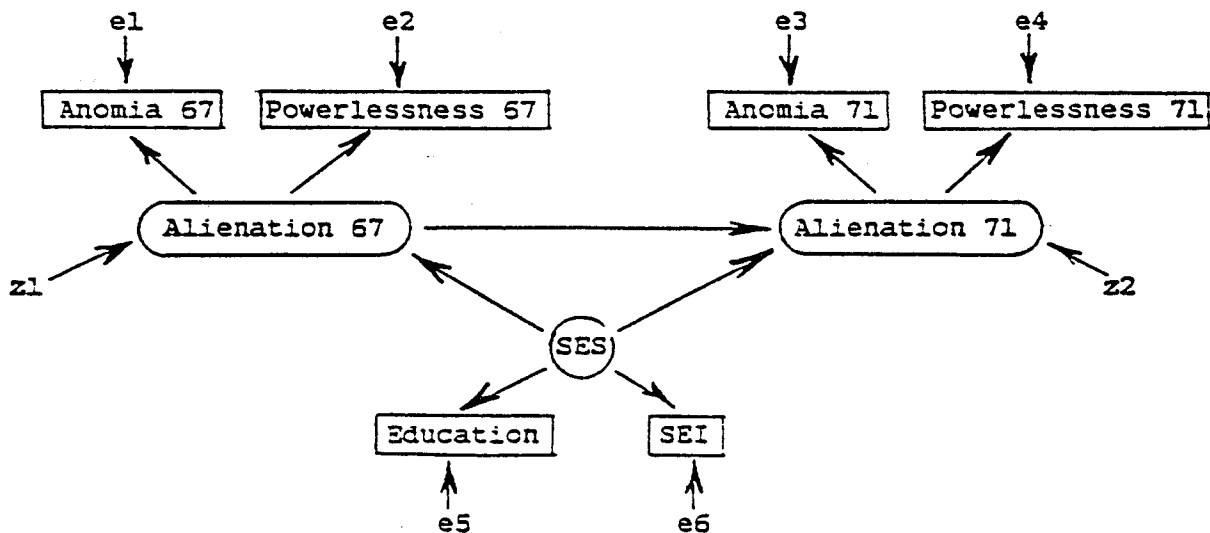 e1 e2 e3 e4
Anomia 67 Powerlessness 67 Anomia 71 Powerlessness 71
Alienation 67 Alienation 71
z1 z2
SES
Education SEI
e5 e6